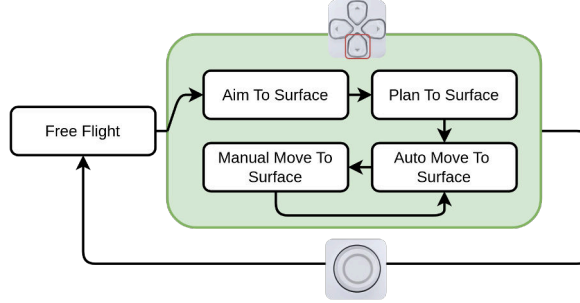 Aim To Surface
Plan To Surface
Free Flight
Manual Move To
Surface
Auto Move To
Surface